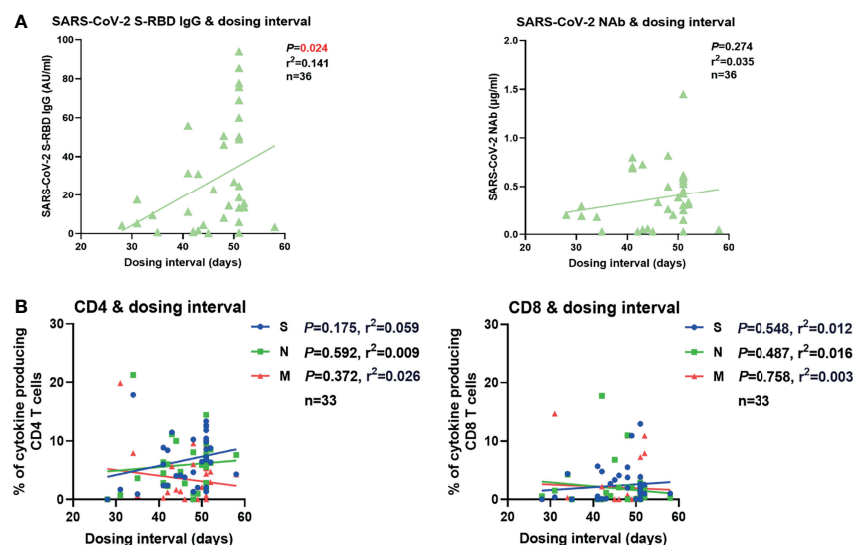 A
SARS-CoV-2 S-RBD IgG & dosing interval
P=0.024
r²=0.141
n=36
SARS-CoV-2 S-RBD IgG (AU/ml)
100
80
60
40
20
0
20
30
40
50
60
Dosing interval (days)
SARS-CoV-2 NAb & dosing interval
P=0.274
r²=0.035
n=36
SARS-CoV-2 NAb (µg/ml)
2.0
1.5
1.0
0.5
0.0
20
30
40
50
60
Dosing interval (days)
B
CD4 & dosing interval
S P=0.175, r²=0.059
N P=0.592, r²=0.009
M P=0.372, r²=0.026
n=33
% of cytokine producing
CD4 T cells
30
20
10
0
20
30
40
50
60
Dosing interval (days)
CD8 & dosing interval
S P=0.548, r²=0.012
N P=0.487, r²=0.016
M P=0.758, r²=0.003
n=33
% of cytokine producing
CD8 T cells
30
20
10
0
20
30
40
50
60
Dosing interval (days)